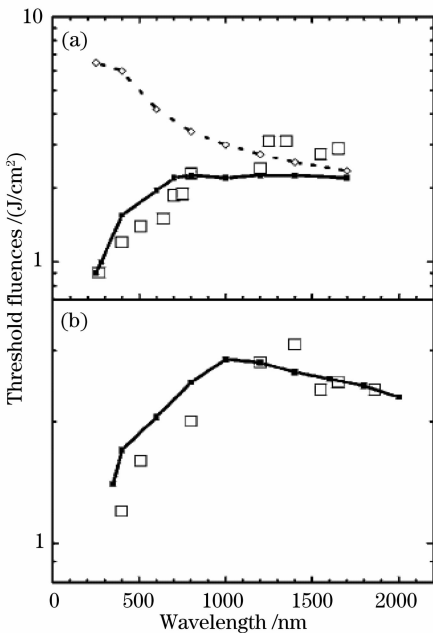 10
(a)
1
Threshold fluences /(J/cm²)
(b)
1
0 500 1000 1500 2000
Wavelength /nm